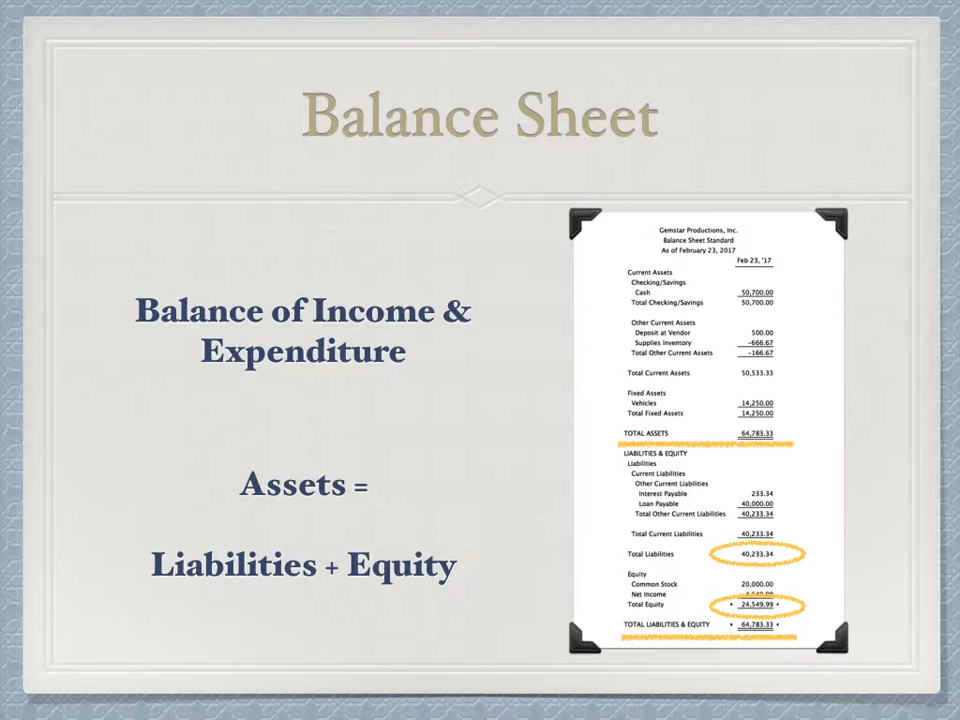 Balance Sheet
Balance of Income &
Expenditure
Assets =
Liabilities + Equity
Gemstar Productions, Inc.
Balance Sheet Standard
As of February 23, 2017
Feb 23, '17
Current Assets
Checking/Savings
Cash 50,700.00
Total Checking/Savings 50,700.00
Other Current Assets
Deposit at Vendor 500.00
Supplies Inventory -666.67
Total Other Current Assets -166.67
Total Current Assets 50,533.33
Fixed Assets
Vehicles 14,250.00
Total Fixed Assets 14,250.00
TOTAL ASSETS 64,783.33
LIABILITIES & EQUITY
Liabilities
Current Liabilities
Other Current Liabilities
Interest Payable 233.34
Loan Payable 40,000.00
Total Other Current Liabilities 40,233.34
Total Current Liabilities 40,233.34
Total Liabilities 40,233.34
Equity
Common Stock 20,000.00
Net Income
Total Equity 24,549.99
TOTAL LIABILITIES & EQUITY 64,783.33